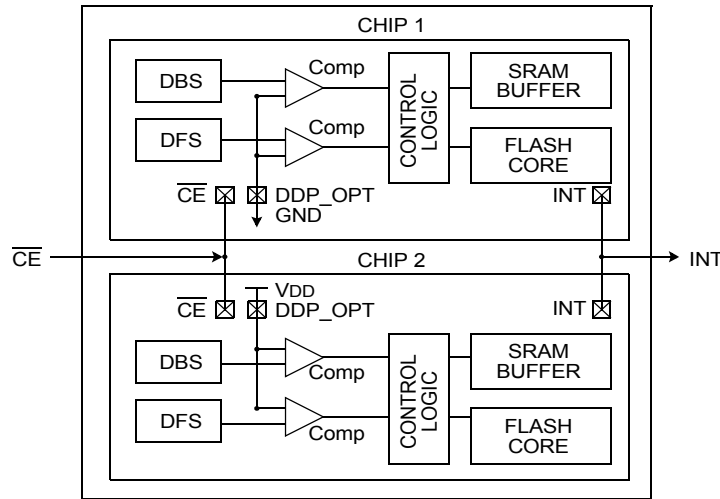 CHIP 1
DBS
Comp
SRAM
BUFFER
CONTROL
LOGIC
DFS
Comp
FLASH
CORE
CE
DDP_OPT
GND
INT
CE
INT
CHIP 2
VDD
CE
DDP_OPT
INT
DBS
Comp
SRAM
BUFFER
CONTROL
LOGIC
DFS
Comp
FLASH
CORE